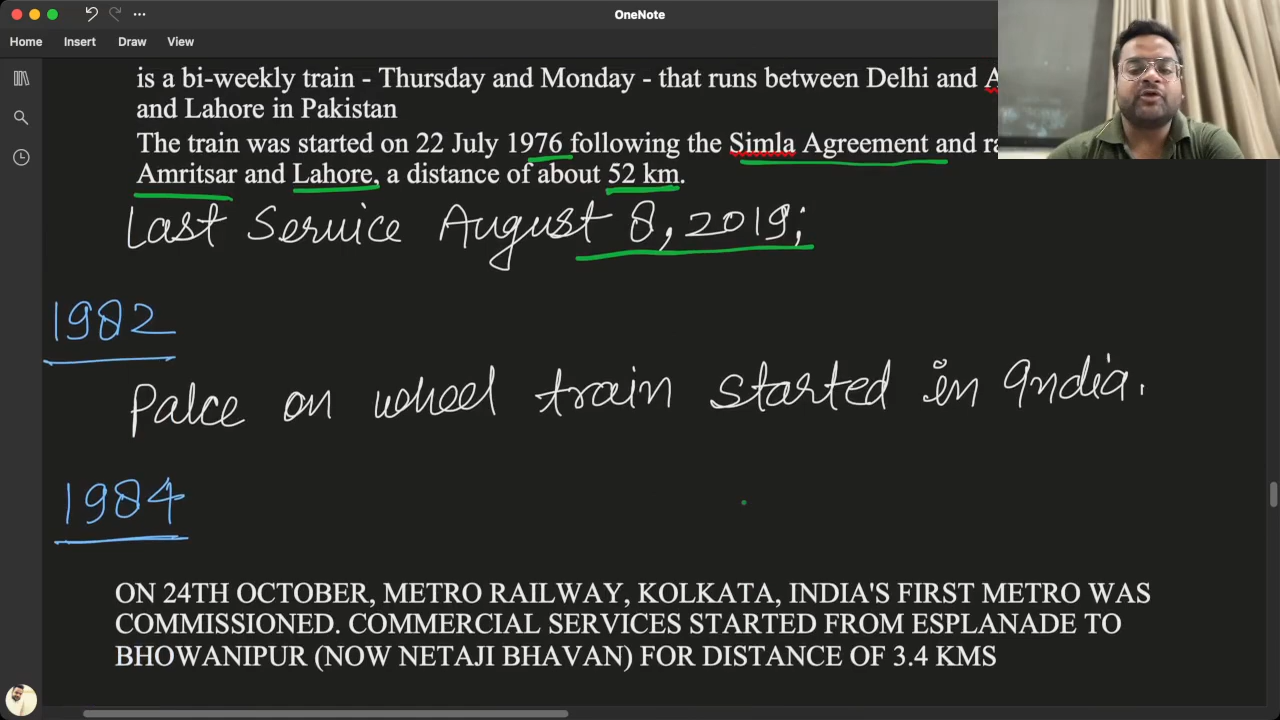 OneNote
Home Insert Draw View
is a bi-weekly train - Thursday and Monday - that runs between Delhi and
and Lahore in Pakistan
The train was started on 22 July 1976 following the Simla Agreement and
Amritsar and Lahore, a distance of about 52 km.
Last Service August 8, 2019;
1982
Palce on wheel train started in India.
1984
ON 24TH OCTOBER, METRO RAILWAY, KOLKATA, INDIA'S FIRST METRO WAS
COMMISSIONED. COMMERCIAL SERVICES STARTED FROM ESPLANADE TO
BHOWANIPUR (NOW NETAJI BHAVAN) FOR DISTANCE OF 3.4 KMS